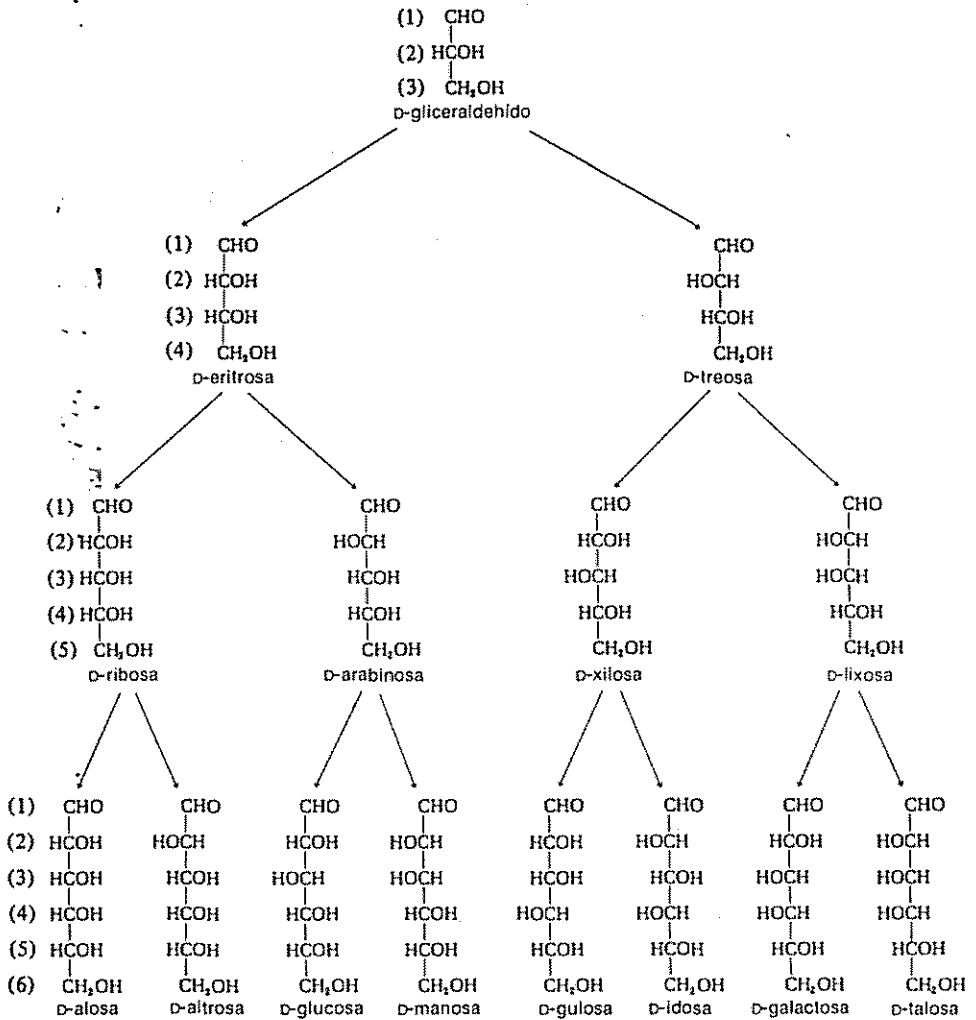 (1) CHO
(2) HCOH
(3) CH₂OH
D-gliceraldehído
(1) CHO CHO
(2) HCOH HOCH
(3) HCOH HCOH
(4) CH₂OH CH₂OH
D-eritrosa D-treosa
(1) CHO CHO CHO CHO
(2) HCOH HOCH HCOH HOCH
(3) HCOH HCOH HOCH HOCH
(4) HCOH HCOH HCOH HCOH
(5) CH₂OH CH₂OH CH₂OH CH₂OH
D-ribosa D-arabinosa D-xilosa D-lixosa
(1) CHO CHO CHO CHO CHO CHO CHO CHO
(2) HCOH HOCH HCOH HOCH HCOH HOCH HCOH HOCH
(3) HCOH HCOH HOCH HOCH HCOH HCOH HOCH HOCH
(4) HCOH HCOH HCOH HCOH HOCH HOCH HOCH HOCH
(5) HCOH HCOH HCOH HCOH HCOH HCOH HCOH HCOH
(6) CH₂OH CH₂OH CH₂OH CH₂OH CH₂OH CH₂OH CH₂OH CH₂OH
D-alosa D-altrosa D-glucosa D-manosa D-gulosa D-idosa D-galactosa D-talosa